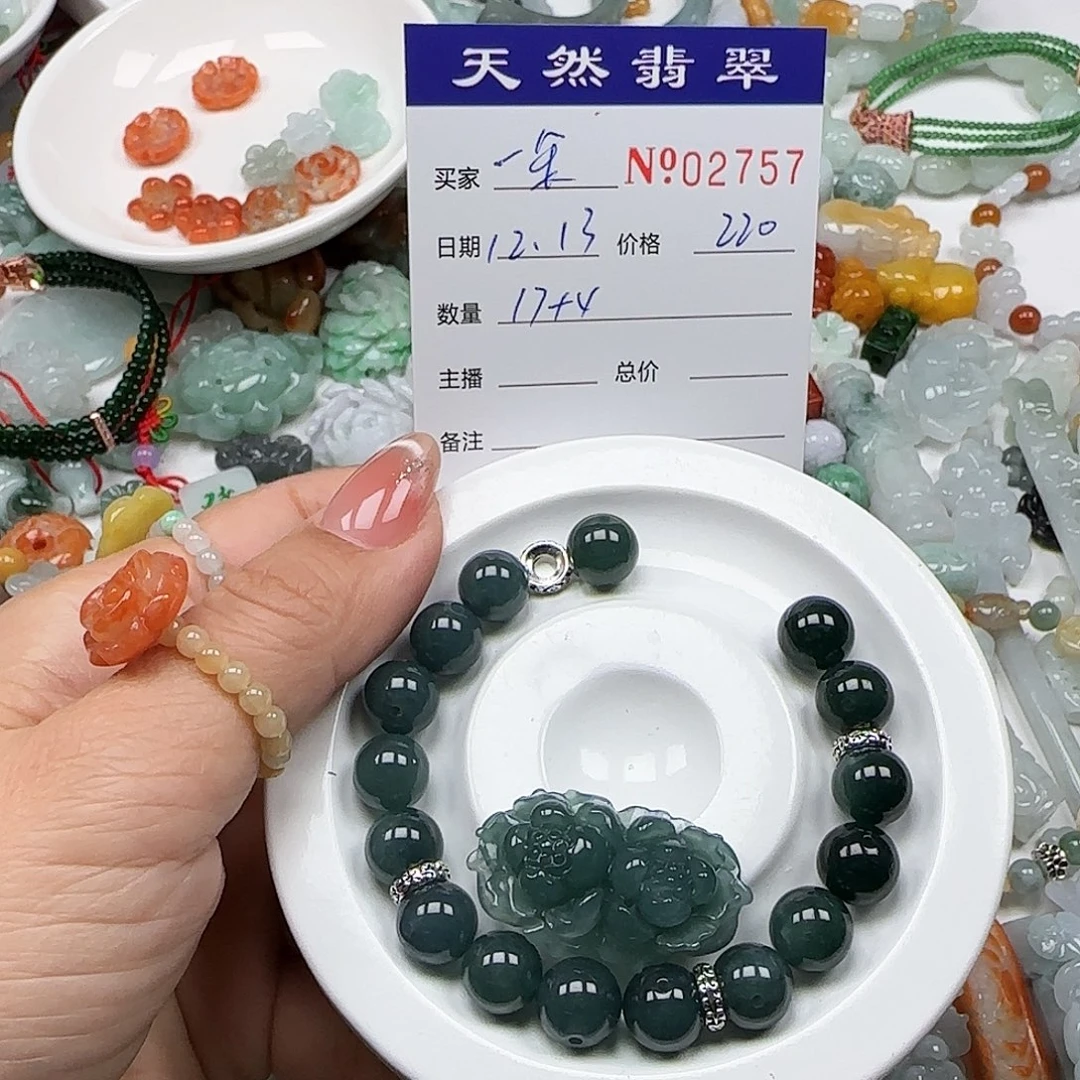 天然翡翠
买家 一朵 №02757
日期 12.13 价格 220
数量 17+4
主播 总价
备注